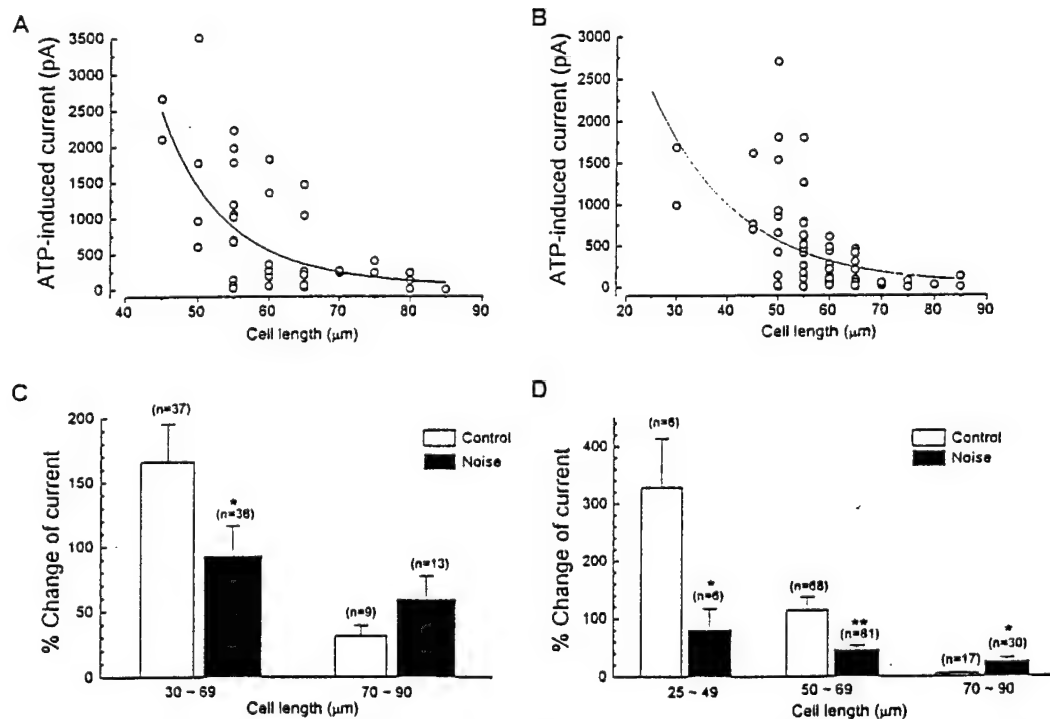 A
ATP-induced current (pA)
3500
3000
2500
2000
1500
1000
500
0
40 50 60 70 80 90
Cell length (µm)
B
ATP-induced current (pA)
3000
2500
2000
1500
1000
500
0
20 30 40 50 60 70 80 90
Cell length (µm)
C
% Change of current
200
150
100
50
0
(n=37)
*
(n=36)
(n=9)
(n=13)
Control
Noise
30 ~ 69 70 ~ 90
Cell length (µm)
D
% Change of current
400
300
200
100
0
(n=6)
*
(n=6)
(n=68)
**
(n=81)
(n=17)
*
(n=30)
Control
Noise
25 ~ 49 50 ~ 69 70 ~ 90
Cell length (µm)